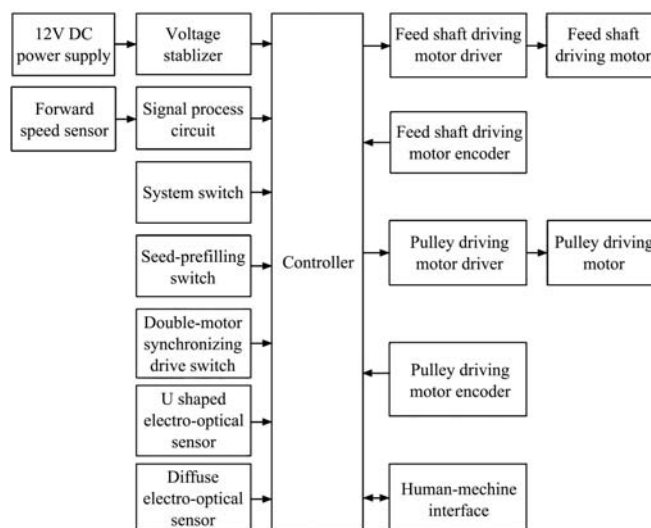 12V DC
power supply
Voltage
stablizer
Feed shaft driving
motor driver
Feed shaft
driving motor
Forward
speed sensor
Signal process
circuit
Feed shaft driving
motor encoder
System switch
Seed-prefilling
switch
Controller
Pulley driving
motor driver
Pulley driving
motor
Double-motor
synchronizing
drive switch
U shaped
electro-optical
sensor
Pulley driving
motor encoder
Diffuse
electro-optical
sensor
Human-mechine
interface